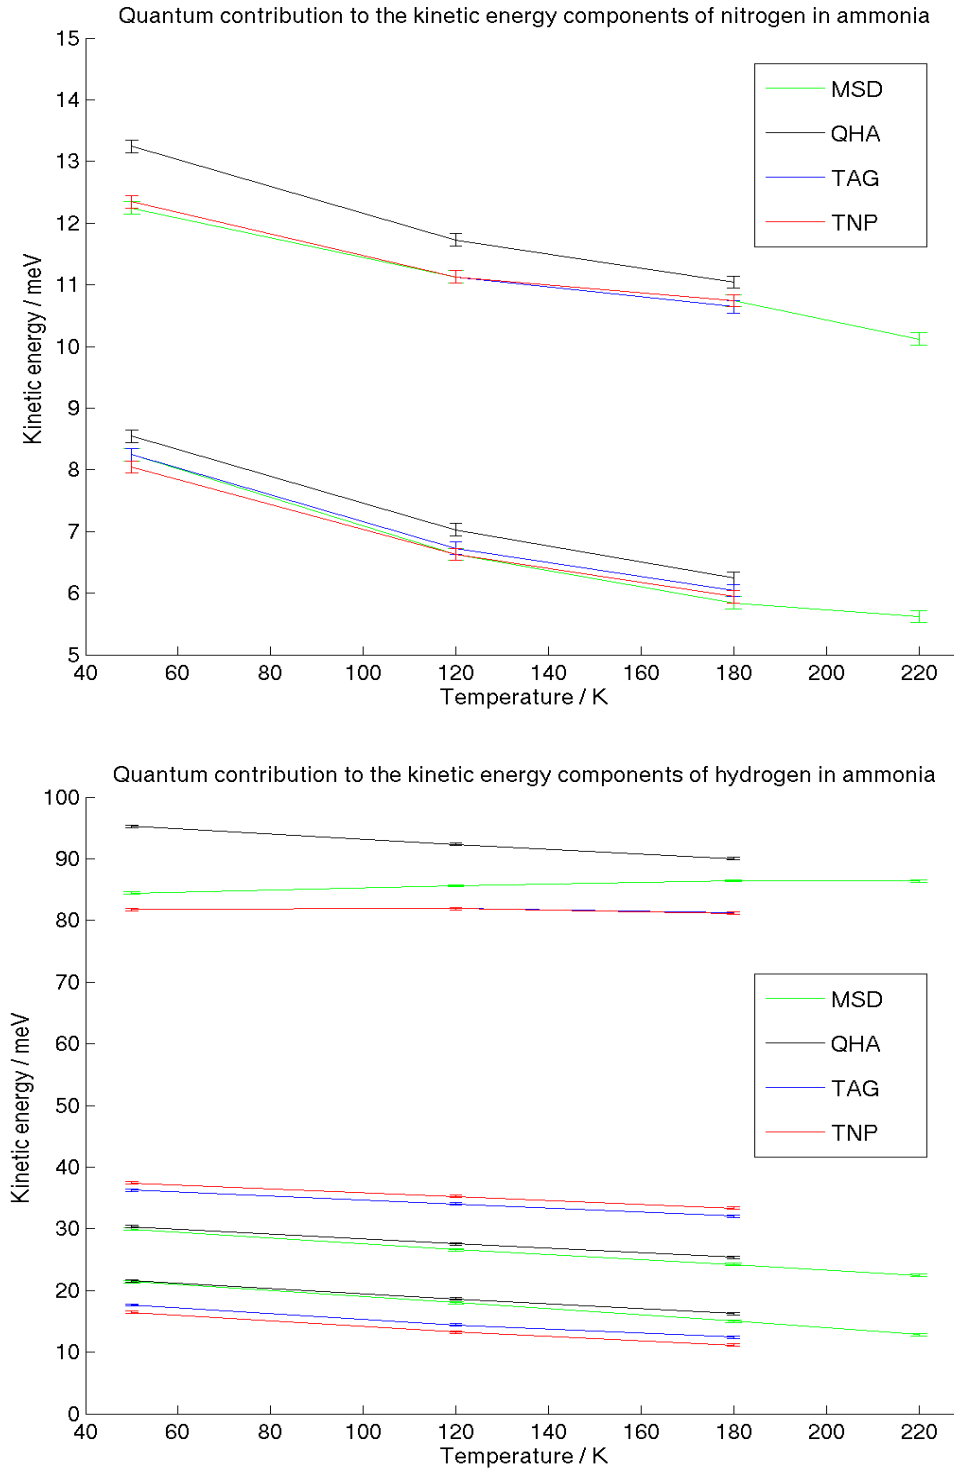 Quantum contribution to the kinetic energy components of nitrogen in ammonia
15
14
13
12
11
10
9
8
7
6
5
Kinetic energy / meV
MSD
QHA
TAG
TNP
40 60 80 100 120 140 160 180 200 220
Temperature / K
Quantum contribution to the kinetic energy components of hydrogen in ammonia
100
90
80
70
60
50
40
30
20
10
0
Kinetic energy / meV
MSD
QHA
TAG
TNP
40 60 80 100 120 140 160 180 200 220
Temperature / K